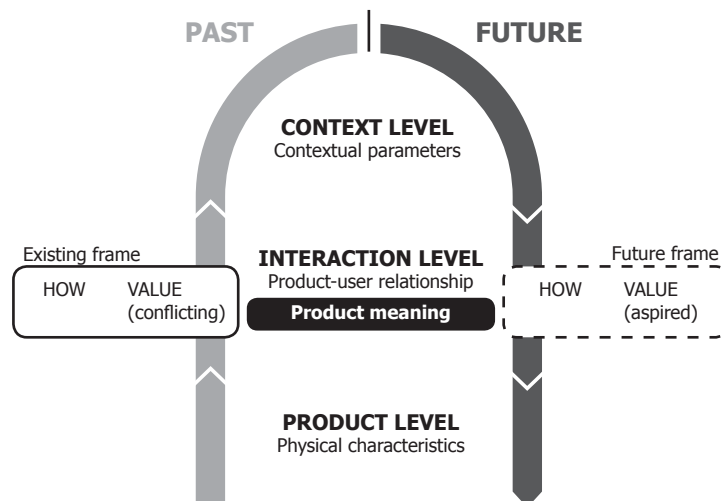 PAST FUTURE
CONTEXT LEVEL
Contextual parameters
Existing frame
HOW VALUE
(conflicting)
INTERACTION LEVEL
Product-user relationship
Product meaning
Future frame
HOW VALUE
(aspired)
PRODUCT LEVEL
Physical characteristics